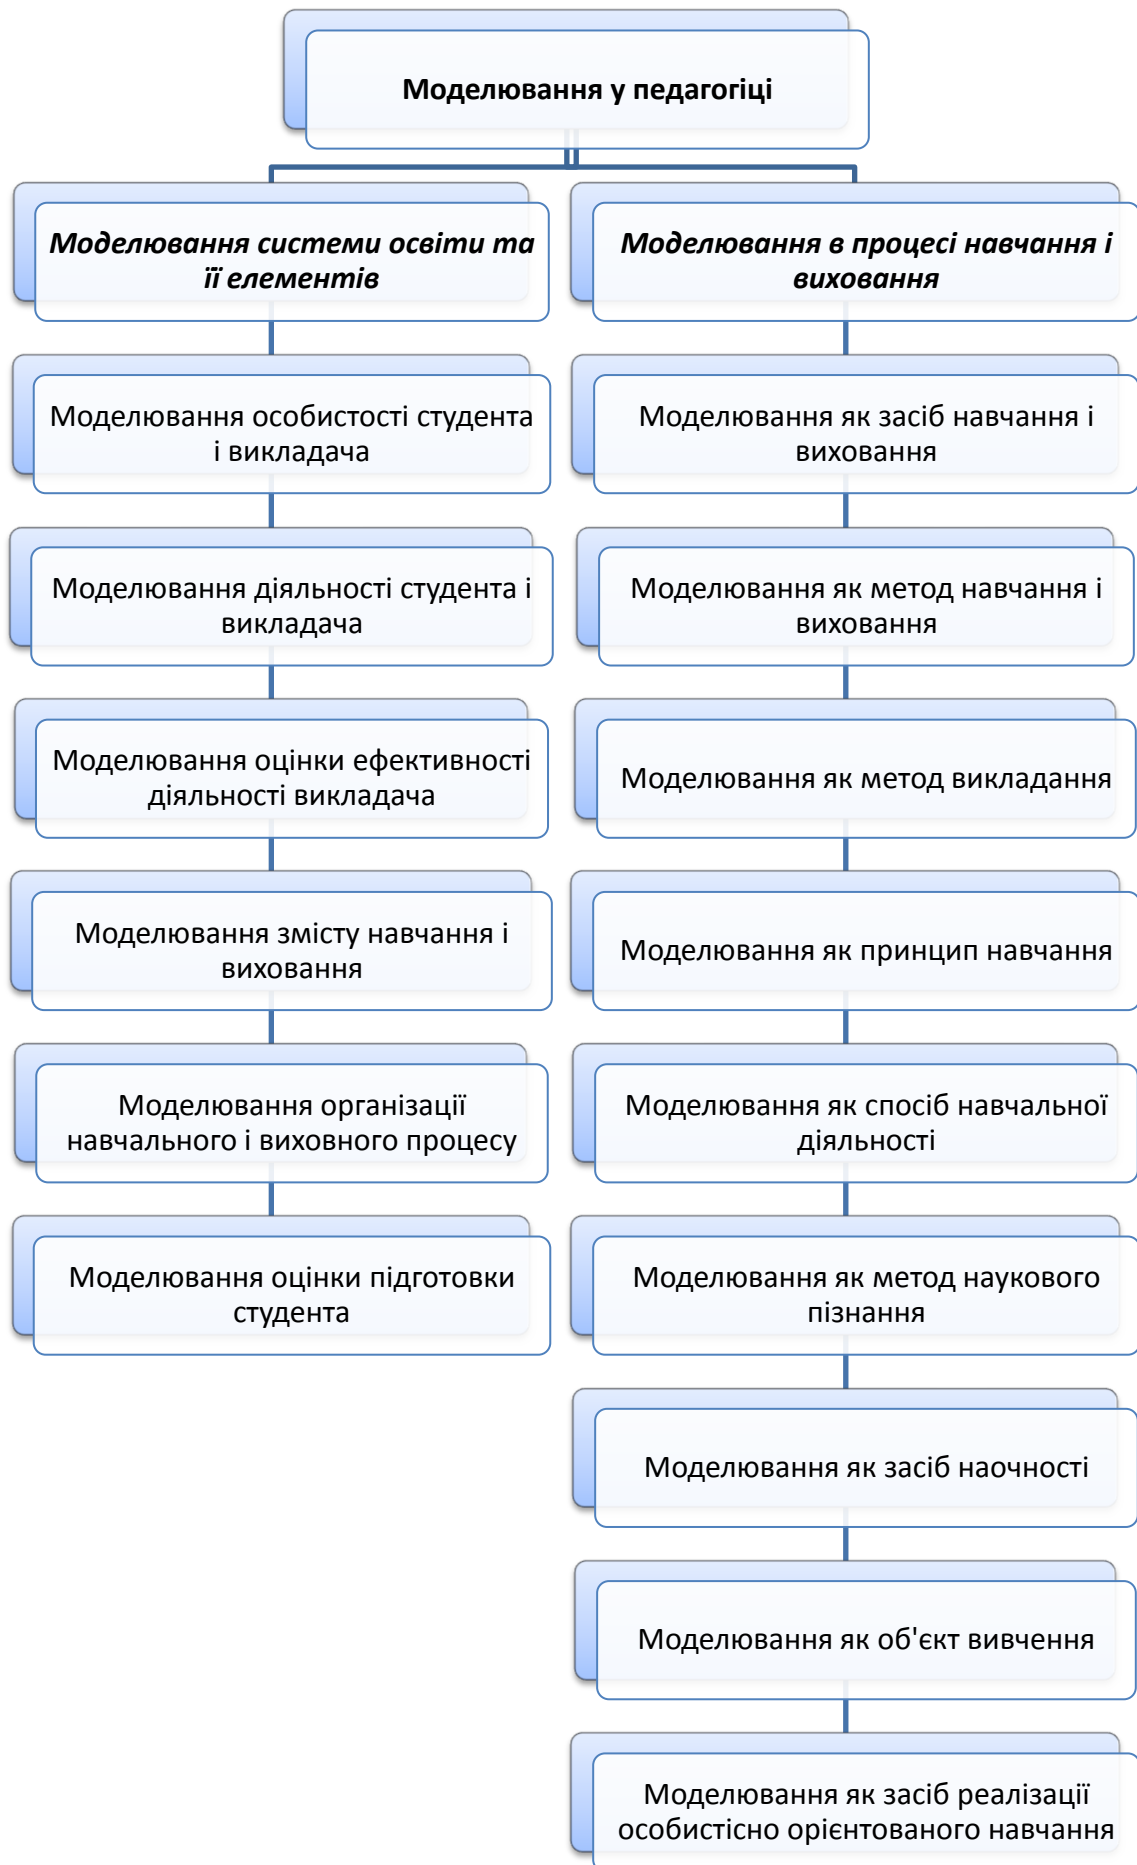 Моделювання у педагогіці
Моделювання системи освіти та
її елементів
Моделювання особистості студента
і викладача
Моделювання діяльності студента і
викладача
Моделювання оцінки ефективності
діяльності викладача
Моделювання змісту навчання і
виховання
Моделювання організації
навчального і виховного процесу
Моделювання оцінки підготовки
студента
Моделювання в процесі навчання і
виховання
Моделювання як засіб навчання і
виховання
Моделювання як метод навчання і
виховання
Моделювання як метод викладання
Моделювання як принцип навчання
Моделювання як спосіб навчальної
діяльності
Моделювання як метод наукового
пізнання
Моделювання як засіб наочності
Моделювання як об'єкт вивчення
Моделювання як засіб реалізації
особистісно орієнтованого навчання